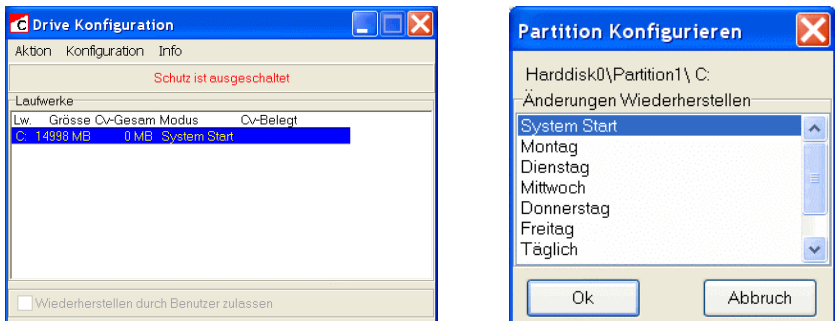 Drive Konfiguration
Aktion Konfiguration Info
Schutz ist ausgeschaltet
Laufwerke
Lw. Grösse Cv-Gesam Modus Cv-Belegt
C: 14998 MB 0 MB System Start
Wiederherstellen durch Benutzer zulassen
Partition Konfigurieren
Harddisk0\Partition1\ C:
Änderungen Wiederherstellen
System Start
Montag
Dienstag
Mittwoch
Donnerstag
Freitag
Täglich
Ok Abbruch